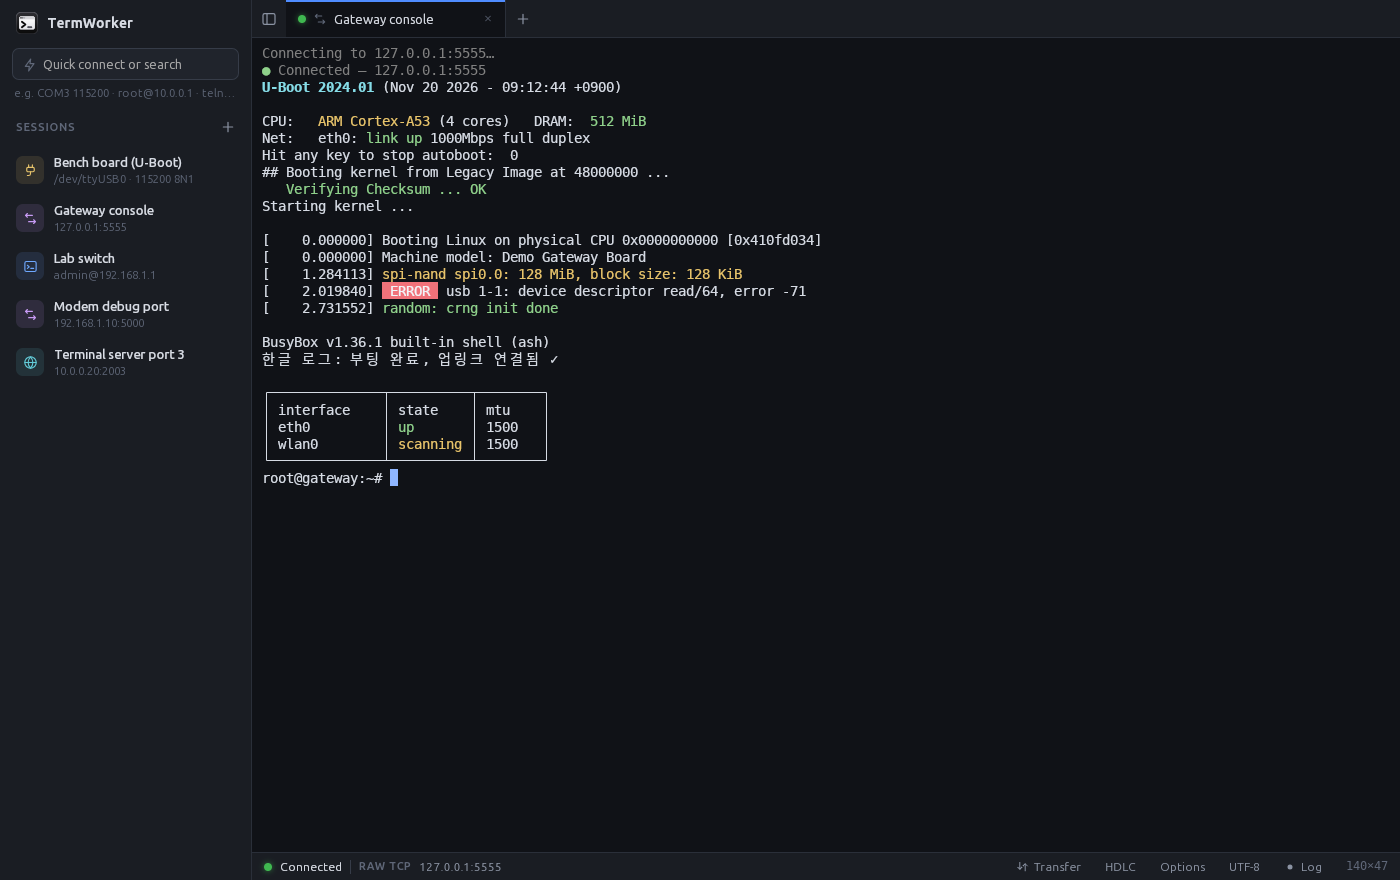 TermWorker
Quick connect or search
e.g. COM3 115200 · root@10.0.0.1 · teln…
SESSIONS
Bench board (U-Boot)
/dev/ttyUSB0 · 115200 8N1
Gateway console
127.0.0.1:5555
Lab switch
admin@192.168.1.1
Modem debug port
192.168.1.10:5000
Terminal server port 3
10.0.0.20:2003
Gateway console
Connecting to 127.0.0.1:5555…
● Connected — 127.0.0.1:5555
U-Boot 2024.01 (Nov 20 2026 - 09:12:44 +0900)
CPU:   ARM Cortex-A53 (4 cores)   DRAM:  512 MiB
Net:   eth0: link up 1000Mbps full duplex
Hit any key to stop autoboot:  0
## Booting kernel from Legacy Image at 48000000 ...
Verifying Checksum ... OK
Starting kernel ...
[    0.000000] Booting Linux on physical CPU 0x0000000000 [0x410fd034]
[    0.000000] Machine model: Demo Gateway Board
[    1.284113] spi-nand spi0.0: 128 MiB, block size: 128 KiB
[    2.019840] ERROR usb 1-1: device descriptor read/64, error -71
[    2.731552] random: crng init done
BusyBox v1.36.1 built-in shell (ash)
한글 로그: 부팅 완료, 업링크 연결됨 ✓
interface state mtu
eth0 up 1500
wlan0 scanning 1500
root@gateway:~#
Connected RAW TCP 127.0.0.1:5555 Transfer HDLC Options UTF-8 Log 140×47